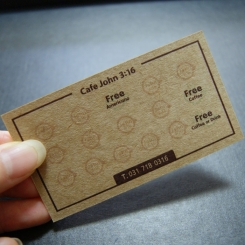 Cafe John 3:16
Free
Americano
Free
Coffee
Free
Coffee or Drink
T. 031 718 0316